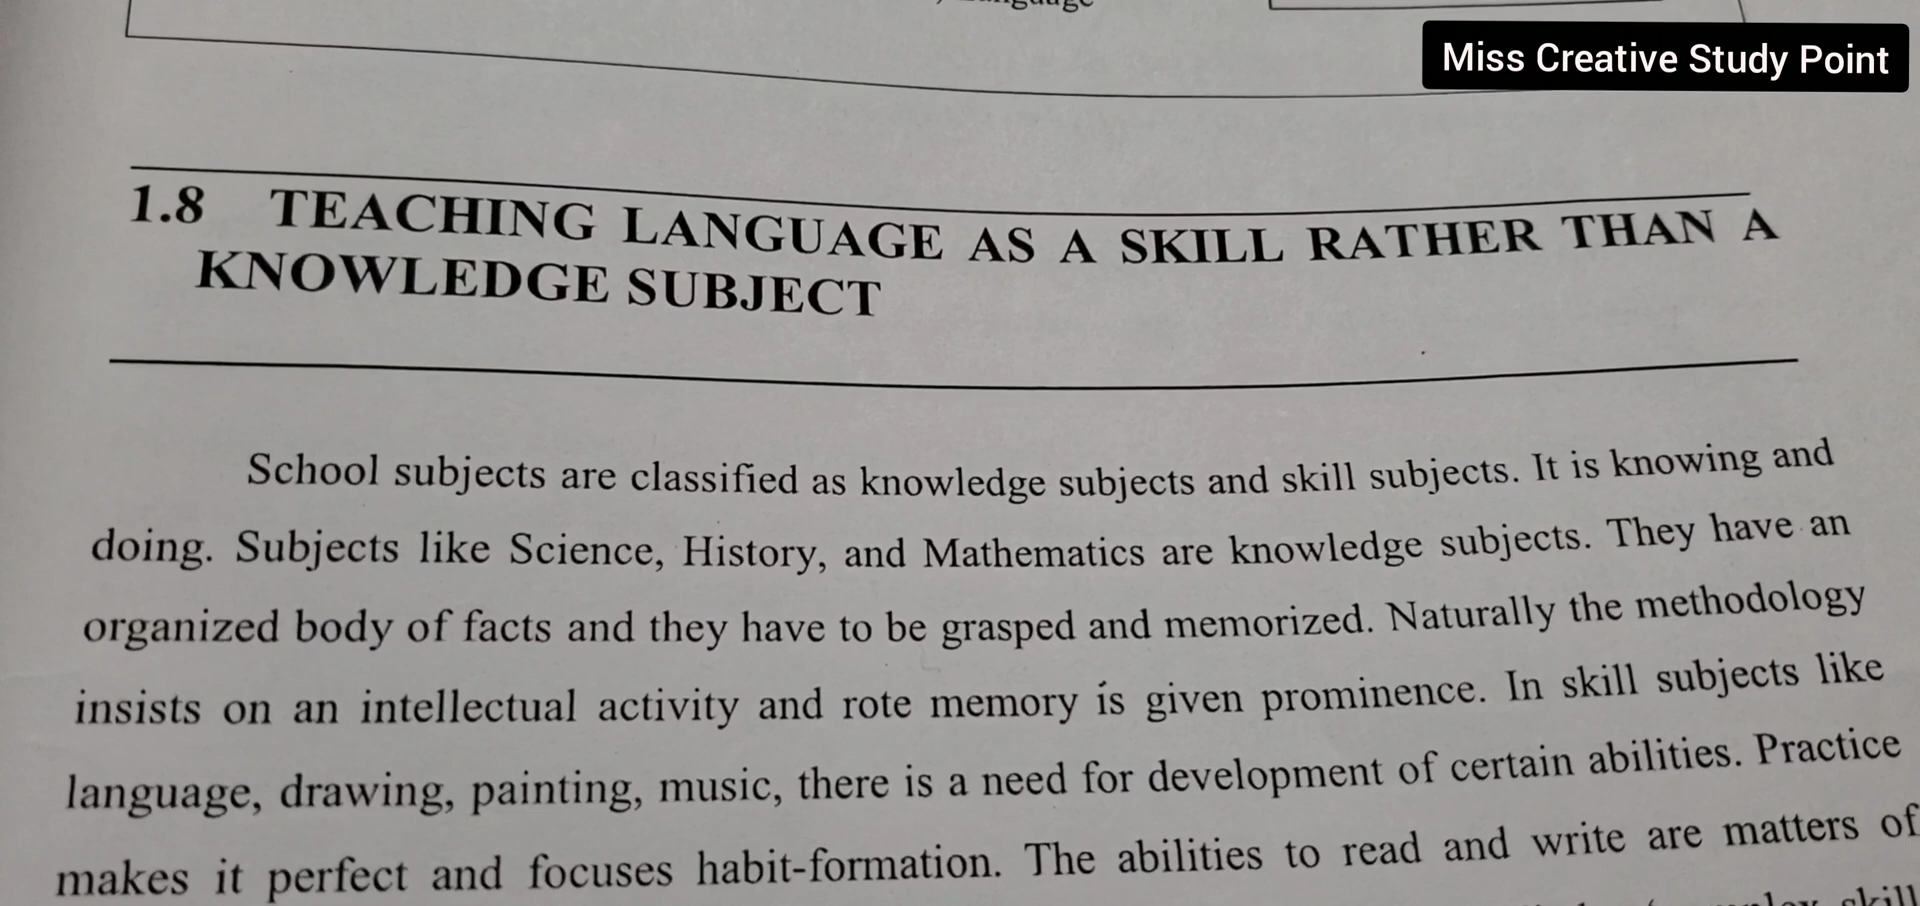 Miss Creative Study Point
1.8 TEACHING LANGUAGE AS A SKILL RATHER THAN A
KNOWLEDGE SUBJECT
School subjects are classified as knowledge subjects and skill subjects. It is knowing and
doing. Subjects like Science, History, and Mathematics are knowledge subjects. They have an
organized body of facts and they have to be grasped and memorized. Naturally the methodology
insists on an intellectual activity and rote memory is given prominence. In skill subjects like
language, drawing, painting, music, there is a need for development of certain abilities. Practice
makes it perfect and focuses habit-formation. The abilities to read and write are matters of
skill